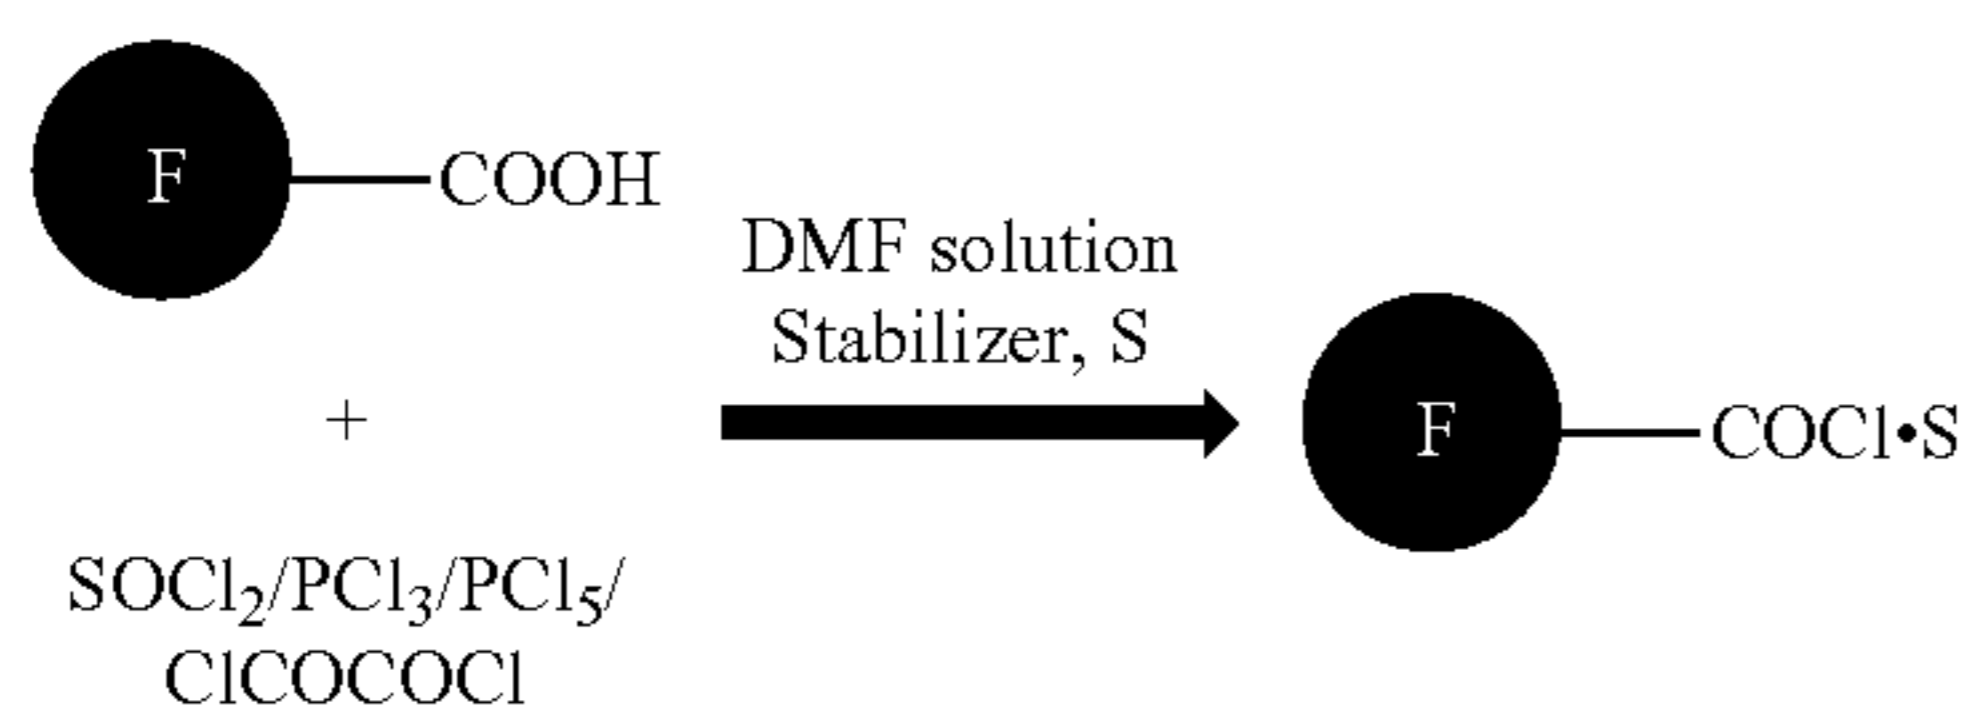 F
COOH
+
SOCl₂/PCl₃/PCl₅/
ClCOCOCl
DMF solution
Stabilizer, S
F
COCl•S